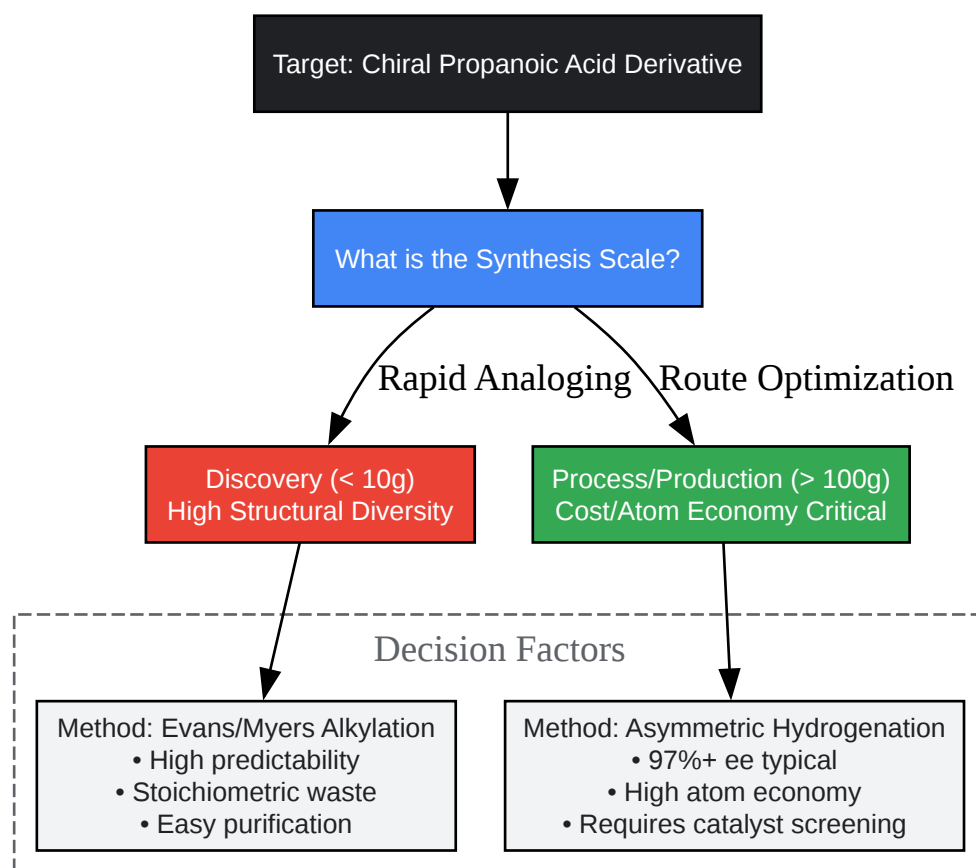 Target: Chiral Propanoic Acid Derivative
What is the Synthesis Scale?
Rapid Analoging
Route Optimization
Discovery (< 10g)
High Structural Diversity
Process/Production (> 100g)
Cost/Atom Economy Critical
Decision Factors
Method: Evans/Myers Alkylation
• High predictability
• Stoichiometric waste
• Easy purification
Method: Asymmetric Hydrogenation
• 97%+ ee typical
• High atom economy
• Requires catalyst screening